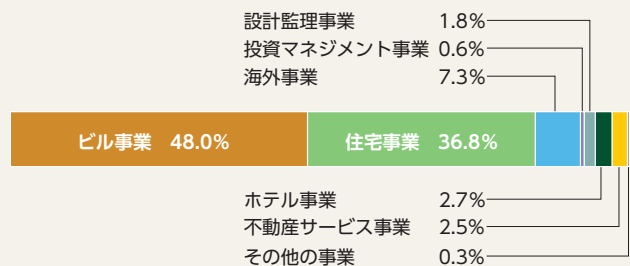 設計監理事業 1.8%
投資マネジメント事業 0.6%
海外事業 7.3%
ビル事業 48.0% 住宅事業 36.8%
ホテル事業 2.7%
不動産サービス事業 2.5%
その他の事業 0.3%